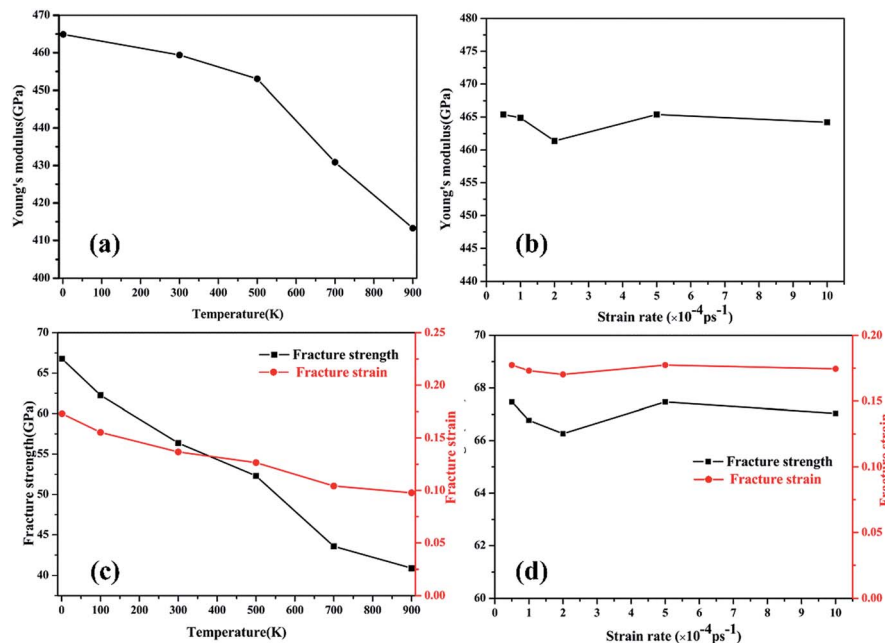 470
460
450
440
430
420
410
400
Young's modulus(GPa)
(a)
0 100 200 300 400 500 600 700 800 900
Temperature(K)
480
475
470
465
460
455
450
445
440
Young's modulus(GPa)
(b)
0 1 2 3 4 5 6 7 8 9 10
Strain rate (×10-4ps-1)
70
65
60
55
50
45
40
Fracture strength(GPa)
Fracture strength
Fracture strain
0.25
0.20
0.15
0.10
0.05
0.00
Fracture strain
(c)
0 100 200 300 400 500 600 700 800 900
Temperature(K)
70
68
66
64
62
60
Fracture strength
Fracture strain
0.20
0.15
0.10
0.05
0.00
Fracture strain
(d)
0 1 2 3 4 5 6 7 8 9 10
Strain rate (×10-4ps-1)